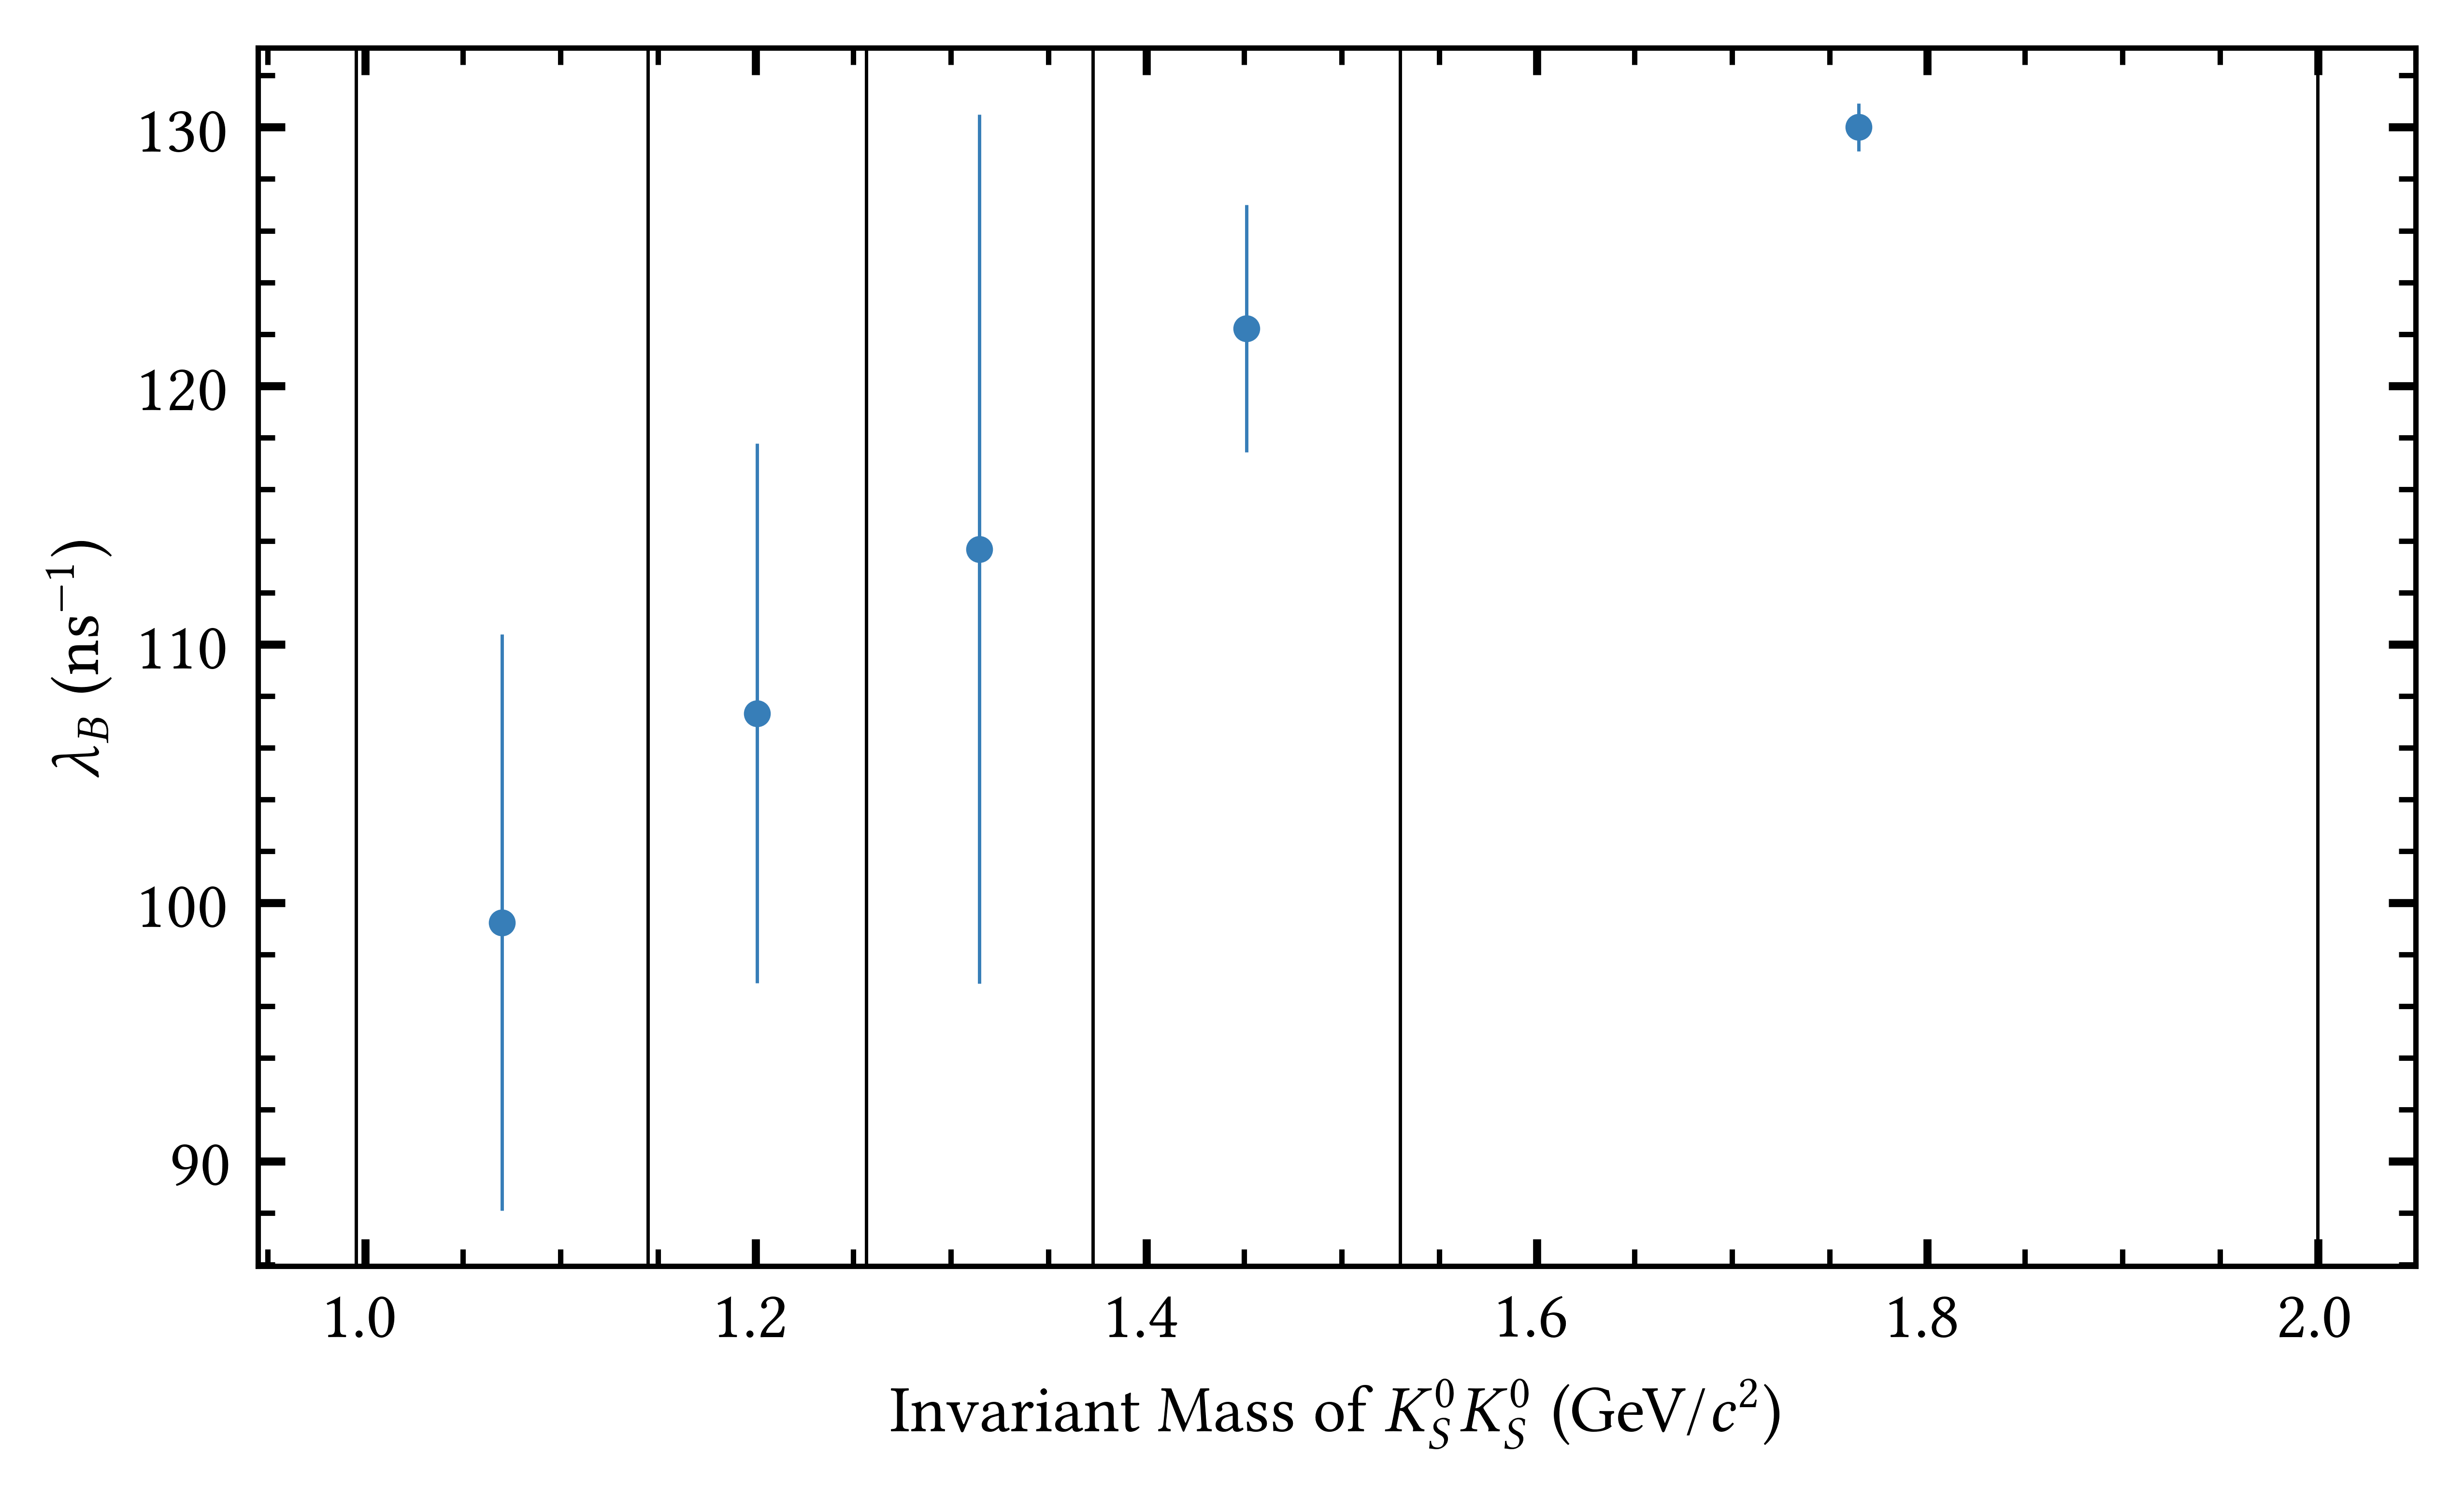 130
120
110
100
90
λ_B (ns⁻¹)
1.0 1.2 1.4 1.6 1.8 2.0
Invariant Mass of K⁰_S K⁰_S (GeV/c²)